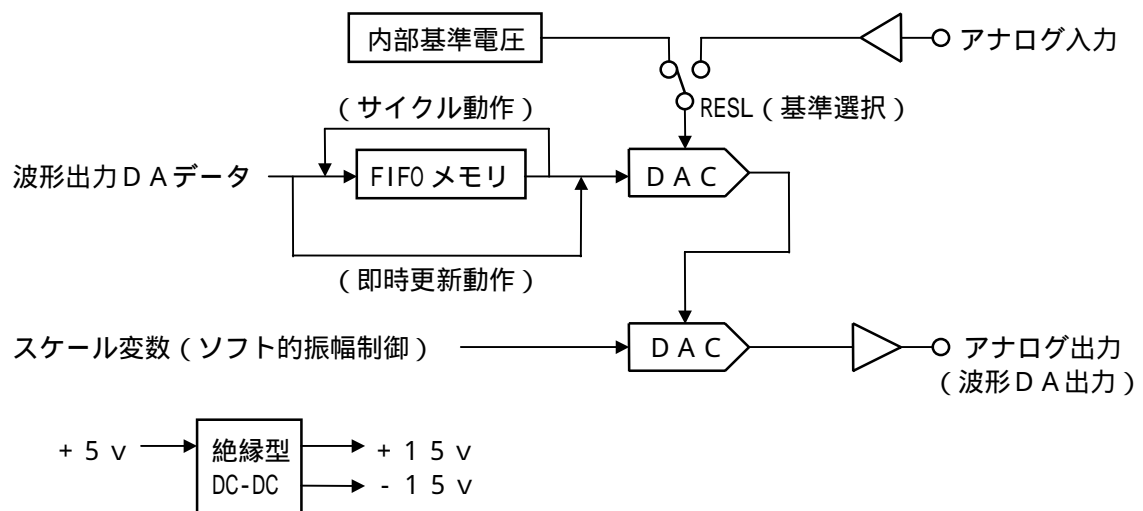 内部基準電圧
アナログ入力
(サイクル動作)
RESL(基準選択)
波形出力DAデータ
FIFOメモリ
DAC
(即時更新動作)
スケール変数(ソフト的振幅制御)
DAC
アナログ出力
(波形DA出力)
+5v
絶縁型
DC-DC
+15v
-15v